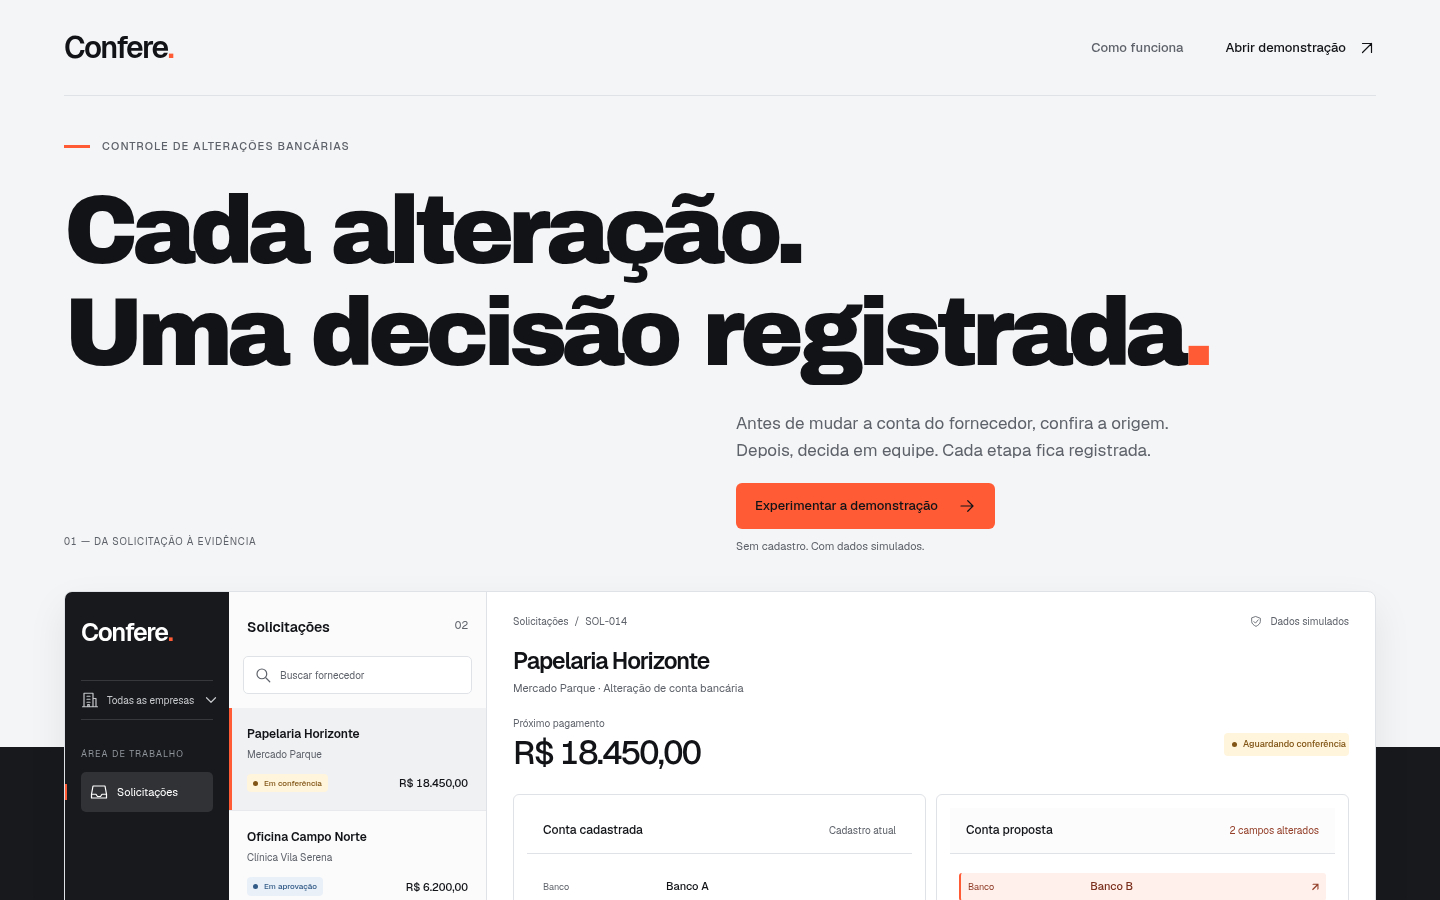 Confere.
Como funciona
Abrir demonstração
CONTROLE DE ALTERAÇÕES BANCÁRIAS
Cada alteração.
Uma decisão registrada.
Antes de mudar a conta do fornecedor, confira a origem.
Depois, decida em equipe. Cada etapa fica registrada.
Experimentar a demonstração
Sem cadastro. Com dados simulados.
01 — DA SOLICITAÇÃO À EVIDÊNCIA
Confere.
Todas as empresas
ÁREA DE TRABALHO
Solicitações
Solicitações
02
Buscar fornecedor
Papelaria Horizonte
Mercado Parque
Em conferência
R$ 18.450,00
Oficina Campo Norte
Clínica Vila Serena
Em aprovação
R$ 6.200,00
Solicitações / SOL-014
Dados simulados
Papelaria Horizonte
Mercado Parque · Alteração de conta bancária
Próximo pagamento
R$ 18.450,00
Aguardando conferência
Conta cadastrada
Cadastro atual
Banco
Banco A
Conta proposta
2 campos alterados
Banco
Banco B